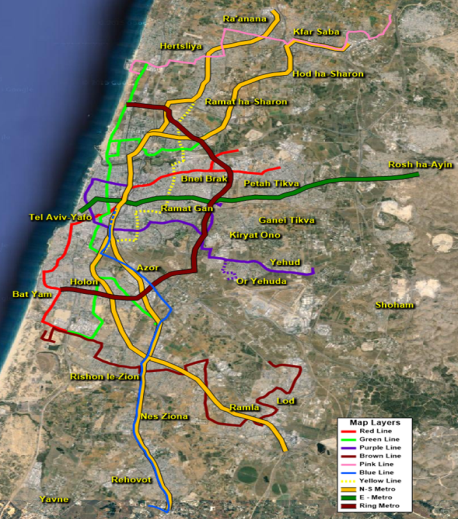 Ra'anana
Kfar Saba
Hertsliya
Hod ha-Sharon
Ramat ha-Sharon
Rosh ha-Ayin
Bnei Brak
Petah Tikva
Ramat Gan
Tel Aviv-Yafo
Ganei Tikva
Kiryat Ono
Yehud
Azor
Holon
Or Yehuda
Bat Yam
Shoham
Rishon le Zion
Lod
Ramla
Nes Ziona
Rehovot
Yavne
Map Layers
Red Line
Green Line
Purple Line
Brown Line
Pink Line
Blue Line
Yellow Line
N-S Metro
E - Metro
Ring Metro